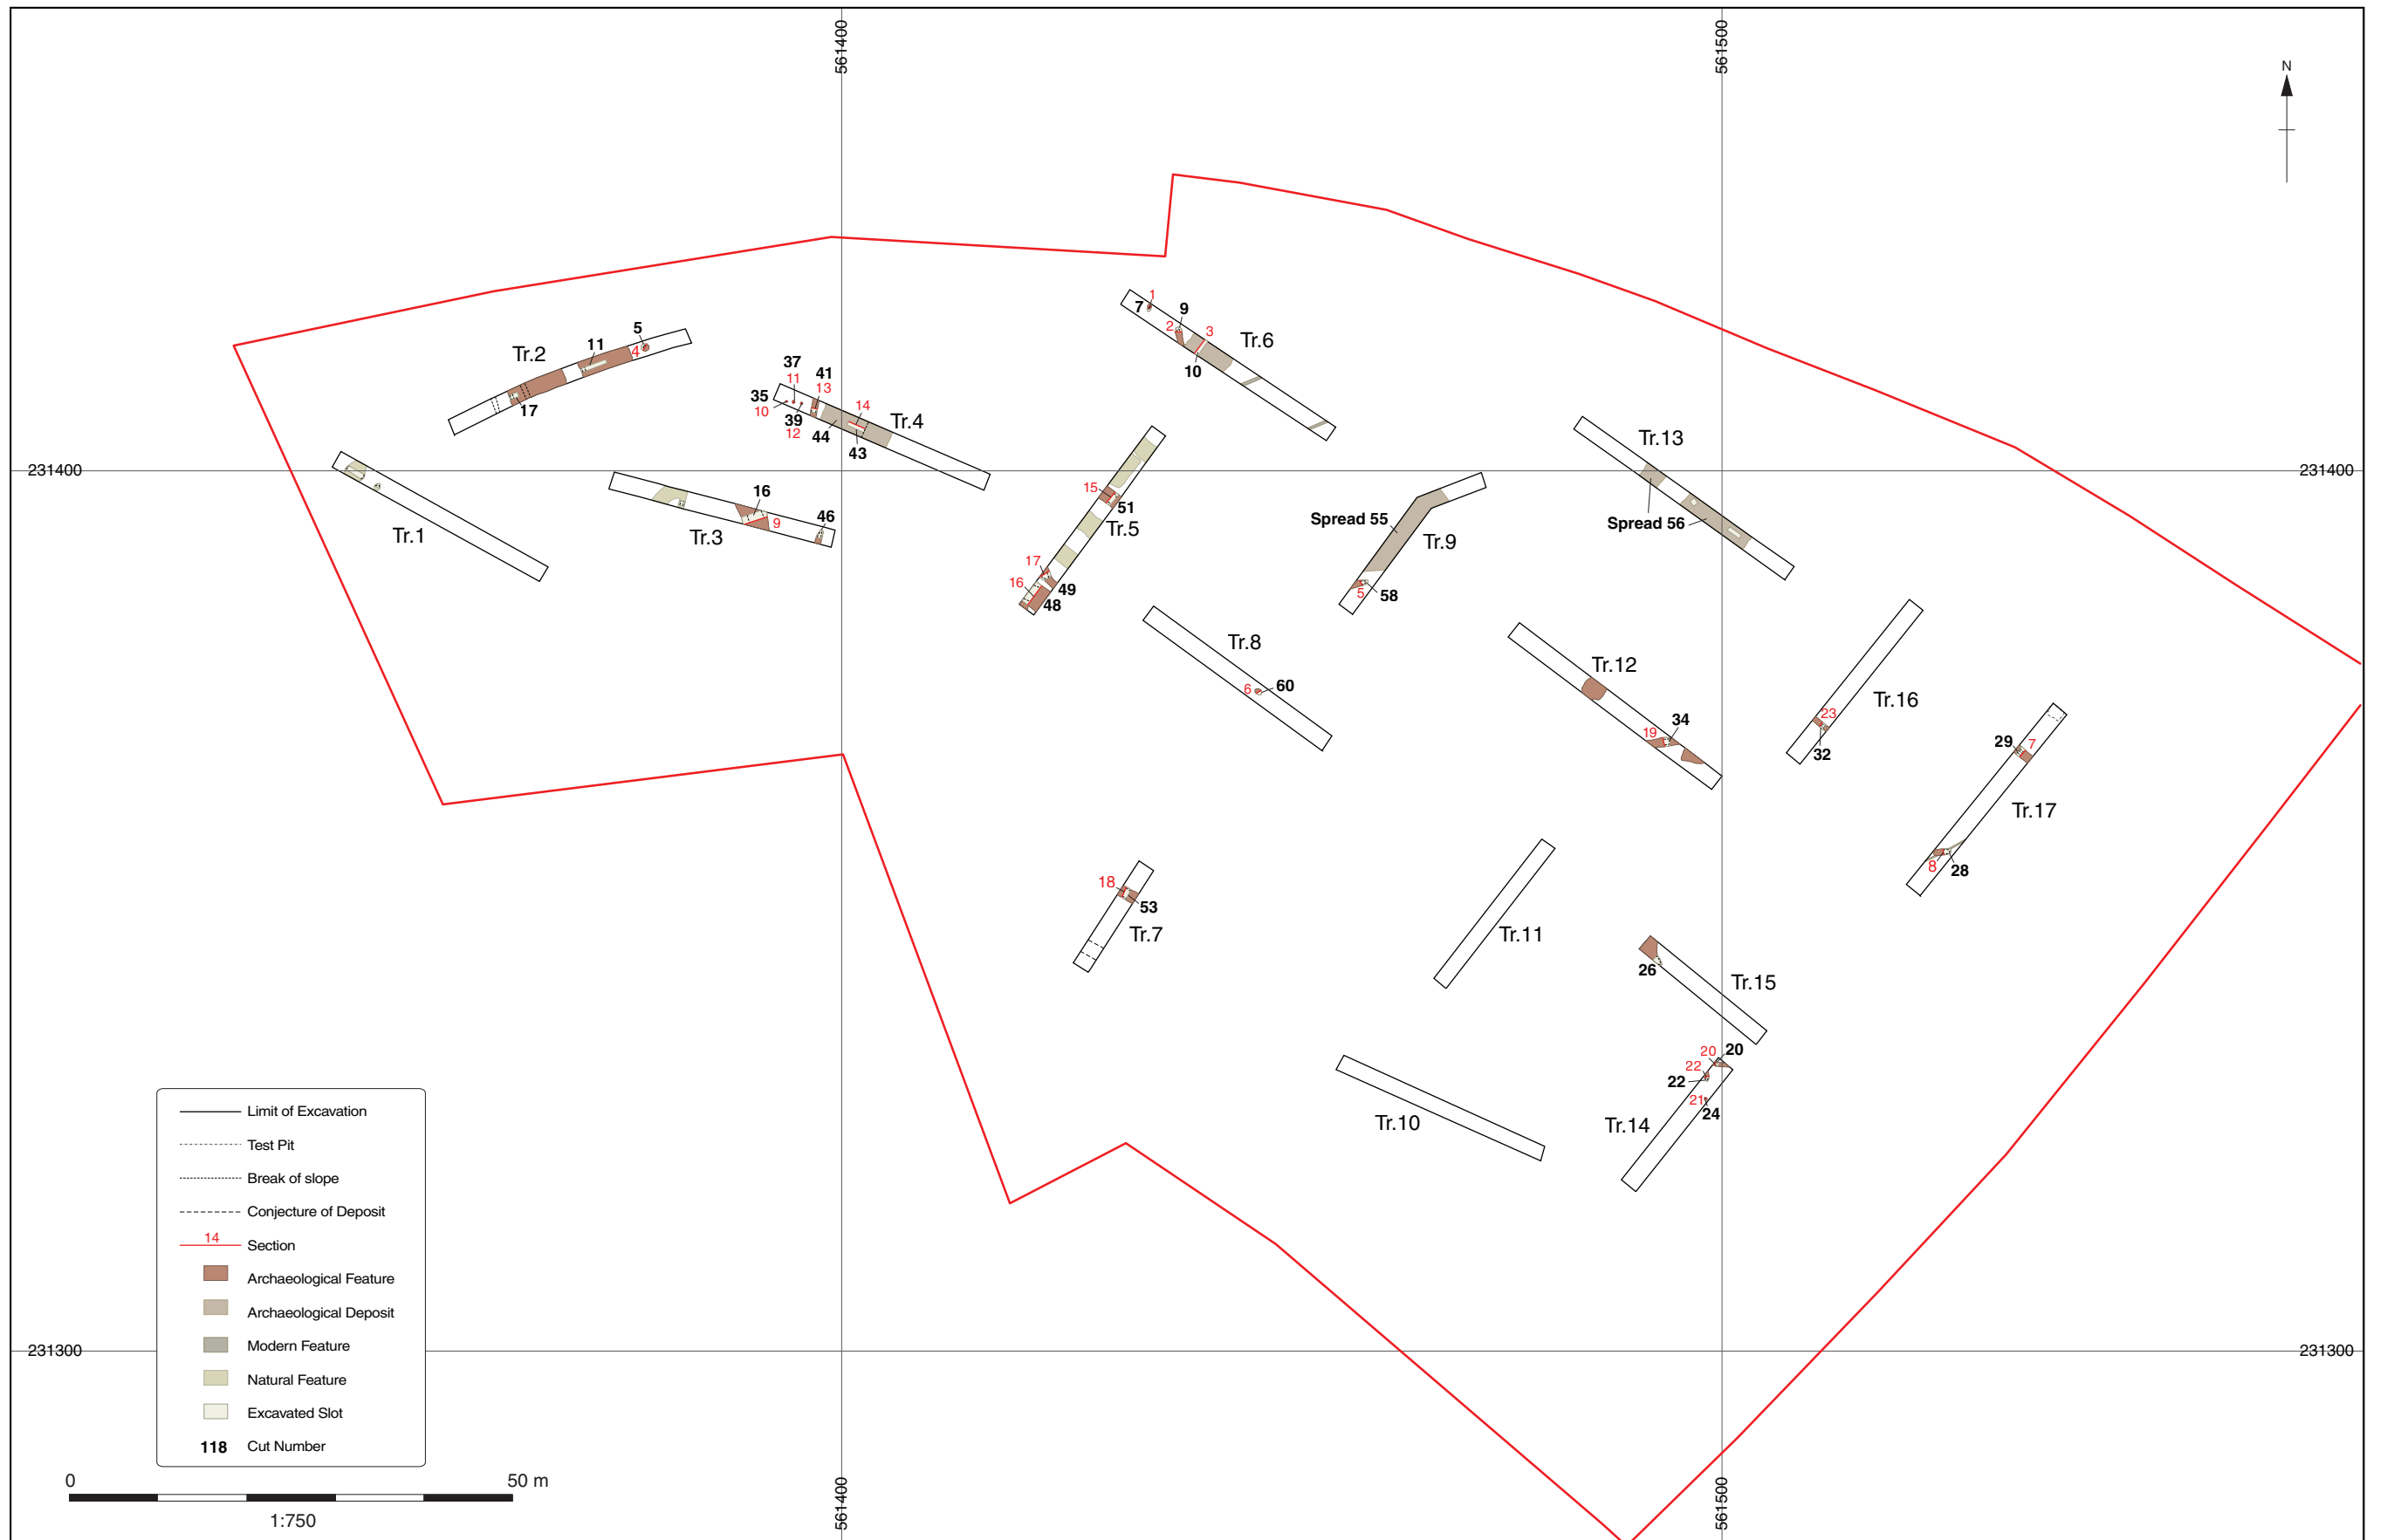 561400
561500
N
1
7
9
2
3
Tr.6
10
5
4
11
Tr.2
17
37
11
41
13
35
10
39
12
44
14
Tr.4
43
Tr.13
231400
231400
Tr.1
16
9
46
Tr.3
15
51
Tr.5
17
16
49
48
Spread 55
Tr.9
5
58
Spread 56
Tr.8
6
60
Tr.12
34
19
Tr.16
23
32
29
7
Tr.17
8
28
18
53
Tr.7
Tr.11
26
Tr.15
20
20
22
22
21
24
Tr.14
Tr.10
Limit of Excavation
Test Pit
Break of slope
Conjecture of Deposit
14
Section
Archaeological Feature
Archaeological Deposit
Modern Feature
Natural Feature
Excavated Slot
118 Cut Number
231300
231300
0 50 m
1:750
561400
561500